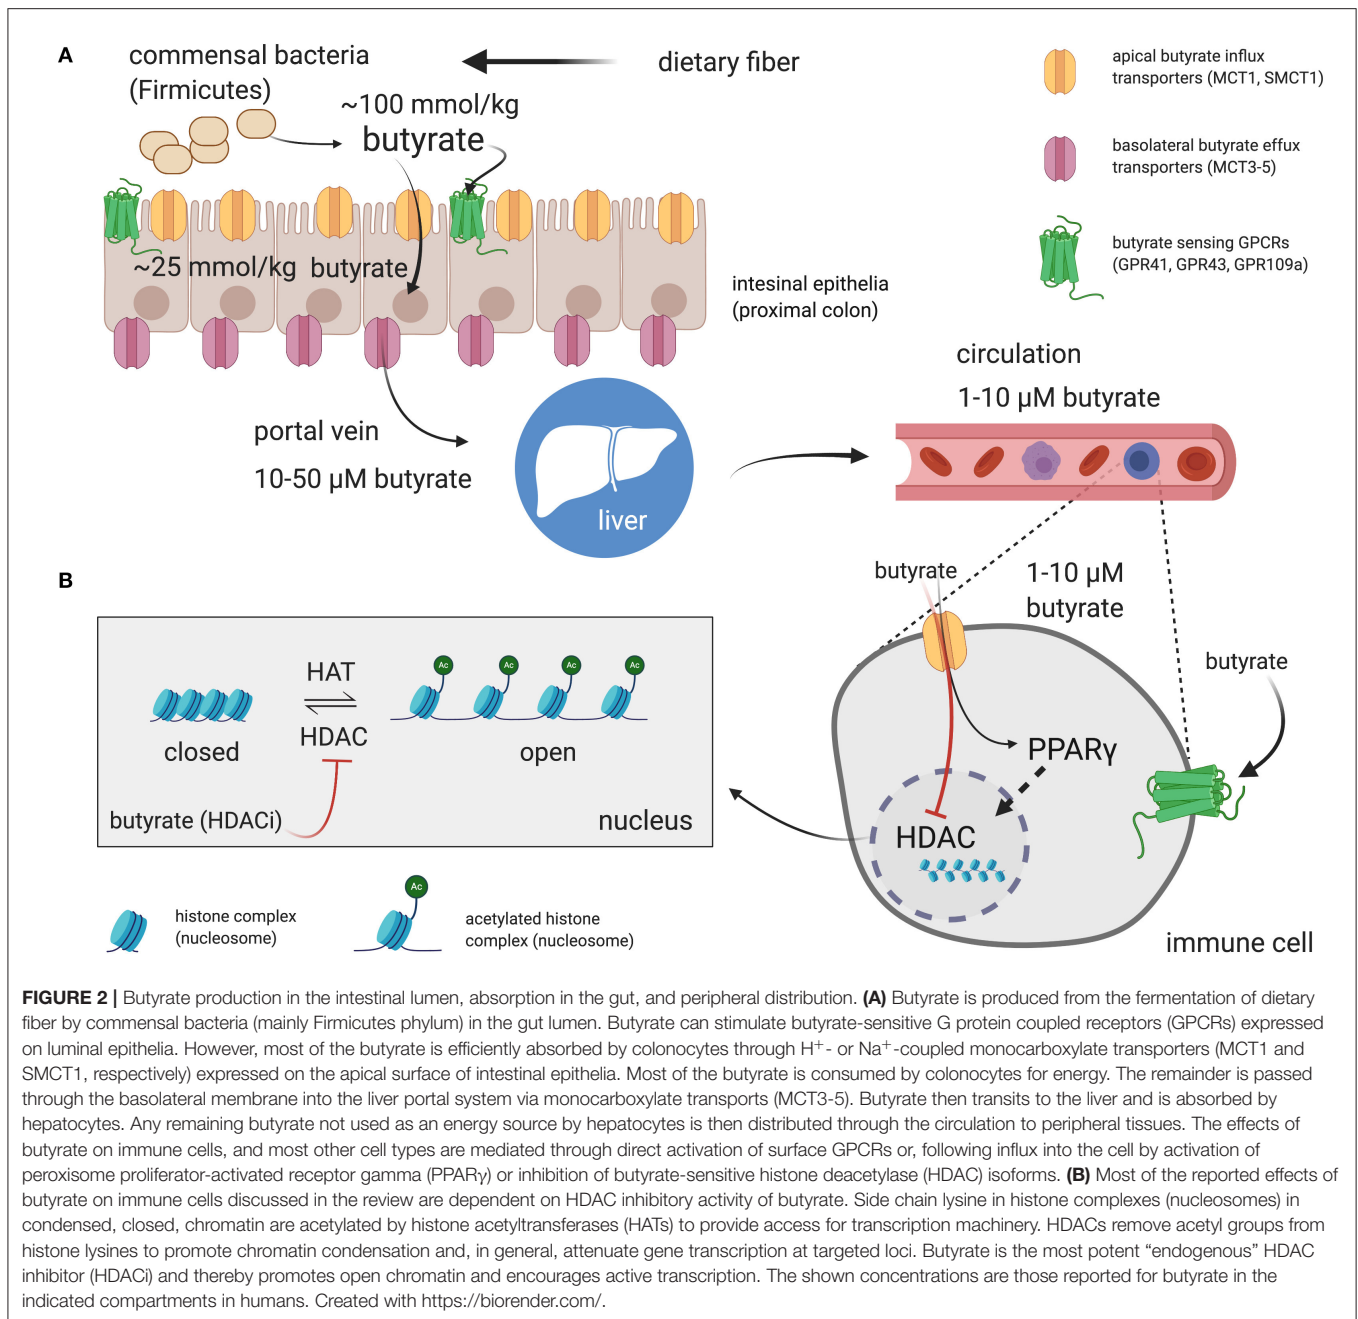 A
commensal bacteria
(Firmicutes)
dietary fiber
~100 mmol/kg
butyrate
apical butyrate influx
transporters (MCT1, SMCT1)
basolateral butyrate effux
transporters (MCT3-5)
butyrate sensing GPCRs
(GPR41, GPR43, GPR109a)
~25 mmol/kg butyrate
intesinal epithelia
(proximal colon)
portal vein
10-50 µM butyrate
liver
circulation
1-10 µM butyrate
B
HAT
HDAC
closed
open
Ac
Ac
Ac
Ac
butyrate (HDACi)
nucleus
histone complex
(nucleosome)
Ac
acetylated histone
complex (nucleosome)
butyrate
1-10 µM
butyrate
butyrate
PPARγ
HDAC
immune cell
FIGURE 2 | Butyrate production in the intestinal lumen, absorption in the gut, and peripheral distribution. (A) Butyrate is produced from the fermentation of dietary
fiber by commensal bacteria (mainly Firmicutes phylum) in the gut lumen. Butyrate can stimulate butyrate-sensitive G protein coupled receptors (GPCRs) expressed
on luminal epithelia. However, most of the butyrate is efficiently absorbed by colonocytes through H+- or Na+-coupled monocarboxylate transporters (MCT1 and
SMCT1, respectively) expressed on the apical surface of intestinal epithelia. Most of the butyrate is consumed by colonocytes for energy. The remainder is passed
through the basolateral membrane into the liver portal system via monocarboxylate transports (MCT3-5). Butyrate then transits to the liver and is absorbed by
hepatocytes. Any remaining butyrate not used as an energy source by hepatocytes is then distributed through the circulation to peripheral tissues. The effects of
butyrate on immune cells, and most other cell types are mediated through direct activation of surface GPCRs or, following influx into the cell by activation of
peroxisome proliferator-activated receptor gamma (PPARγ) or inhibition of butyrate-sensitive histone deacetylase (HDAC) isoforms. (B) Most of the reported effects of
butyrate on immune cells discussed in the review are dependent on HDAC inhibitory activity of butyrate. Side chain lysine in histone complexes (nucleosomes) in
condensed, closed, chromatin are acetylated by histone acetyltransferases (HATs) to provide access for transcription machinery. HDACs remove acetyl groups from
histone lysines to promote chromatin condensation and, in general, attenuate gene transcription at targeted loci. Butyrate is the most potent “endogenous” HDAC
inhibitor (HDACi) and thereby promotes open chromatin and encourages active transcription. The shown concentrations are those reported for butyrate in the
indicated compartments in humans. Created with https://biorender.com/.